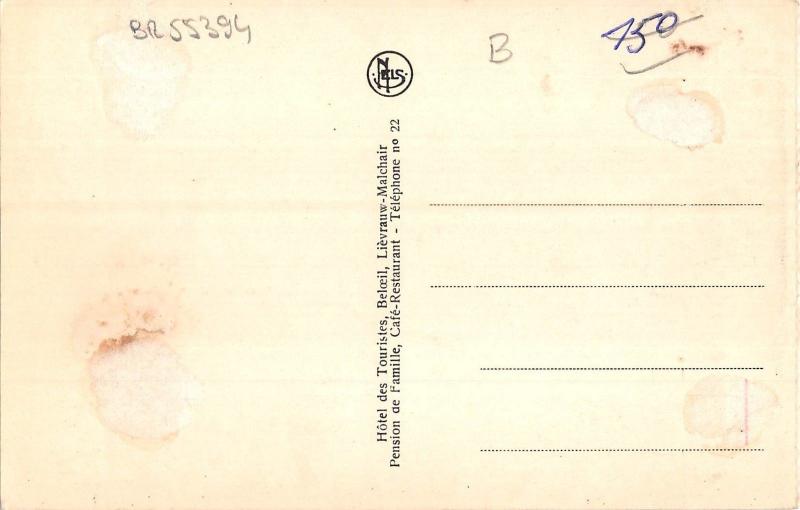 BR55394
B
150
NELS
Hôtel des Touristes, Belœil, Lièvrauw-Malchair
Pension de Famille, Café-Restaurant - Téléphone no 22